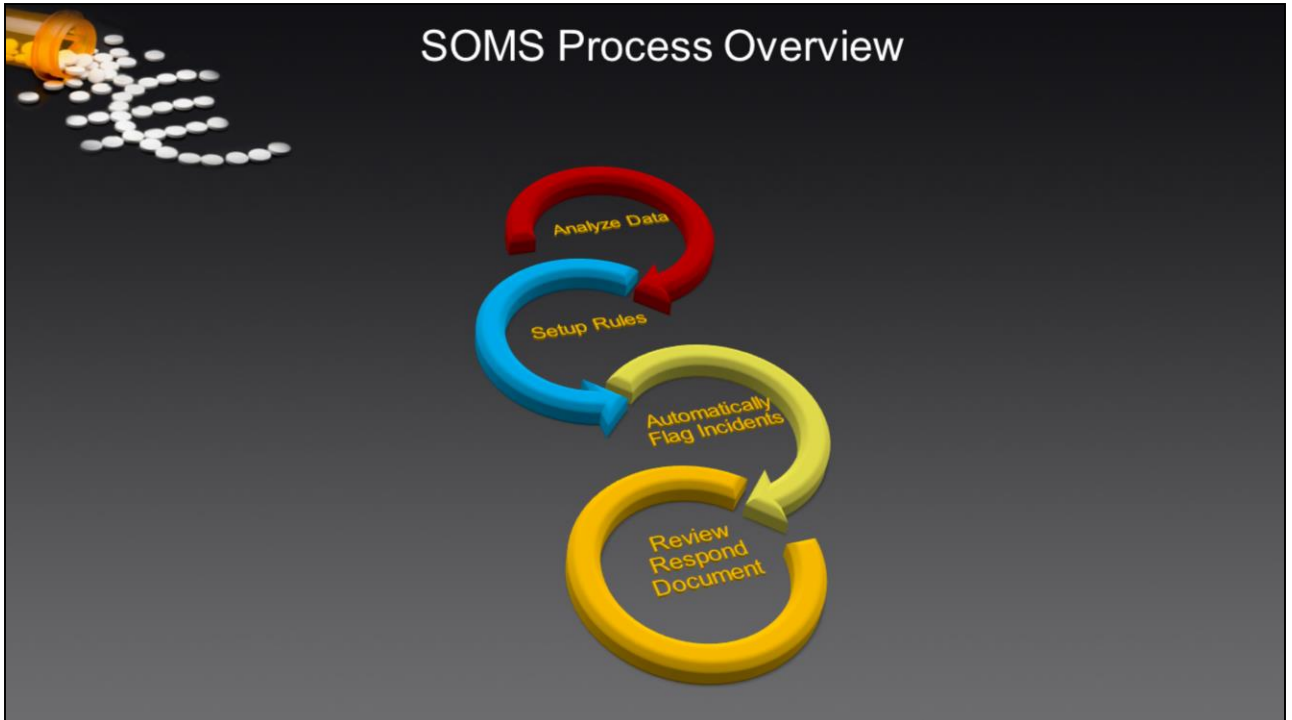 SOMS Process Overview
Analyze Data
Setup Rules
Automatically
Flag Incidents
Review
Respond
Document